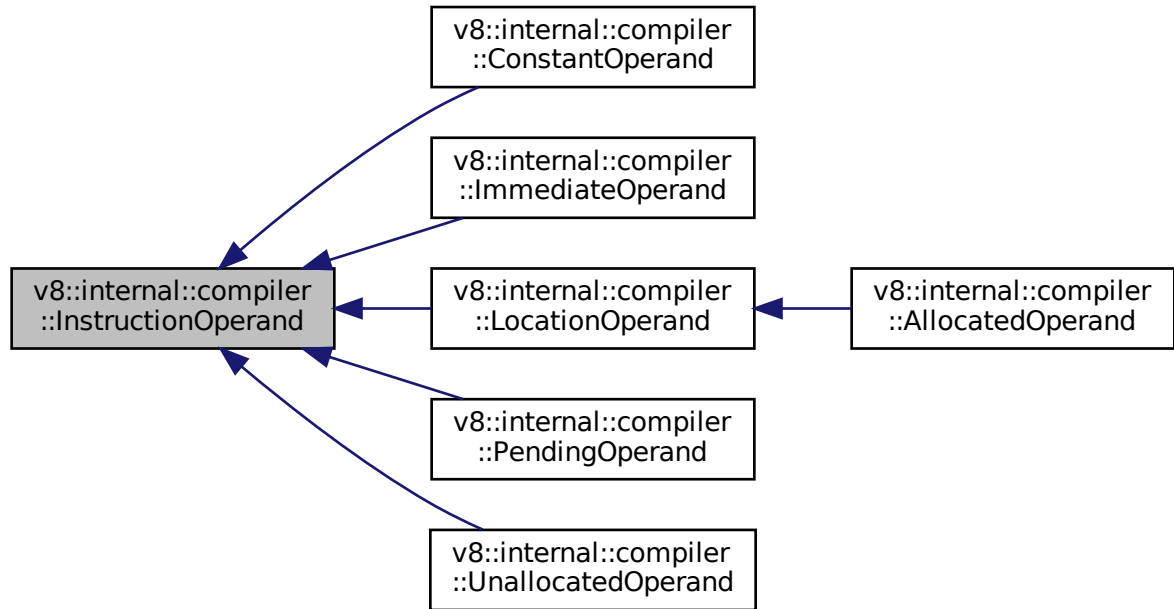 v8::internal::compiler
::ConstantOperand
v8::internal::compiler
::ImmediateOperand
v8::internal::compiler
::InstructionOperand
v8::internal::compiler
::LocationOperand
v8::internal::compiler
::AllocatedOperand
v8::internal::compiler
::PendingOperand
v8::internal::compiler
::UnallocatedOperand